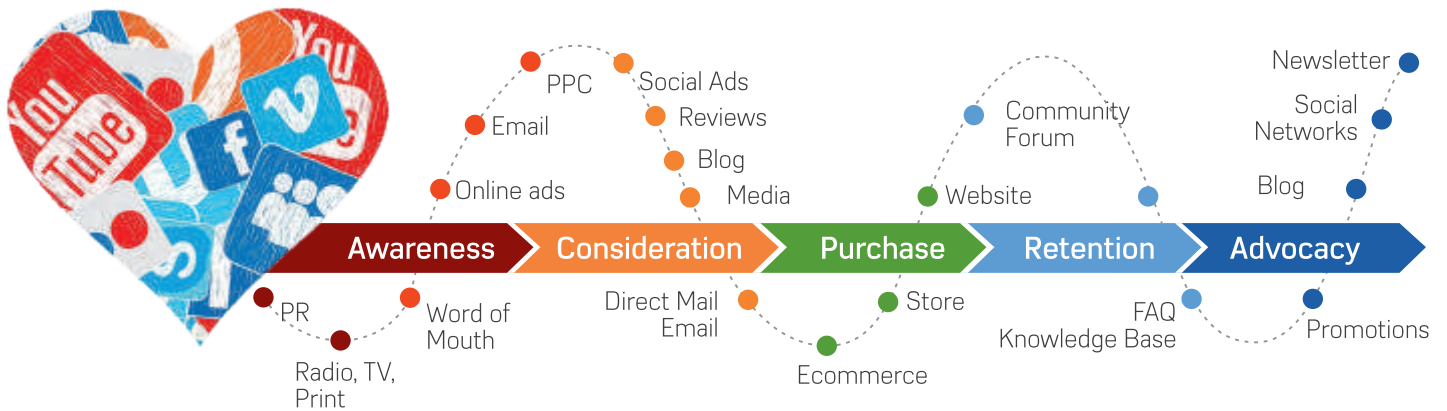 You
Tube
You
f
PPC
Social Ads
Reviews
Email
Blog
Online ads
Media
Community
Forum
Website
Newsletter
Social
Networks
Blog
Awareness
Consideration
Purchase
Retention
Advocacy
PR
Radio, TV,
Print
Word of
Mouth
Direct Mail
Email
Ecommerce
Store
FAQ
Knowledge Base
Promotions